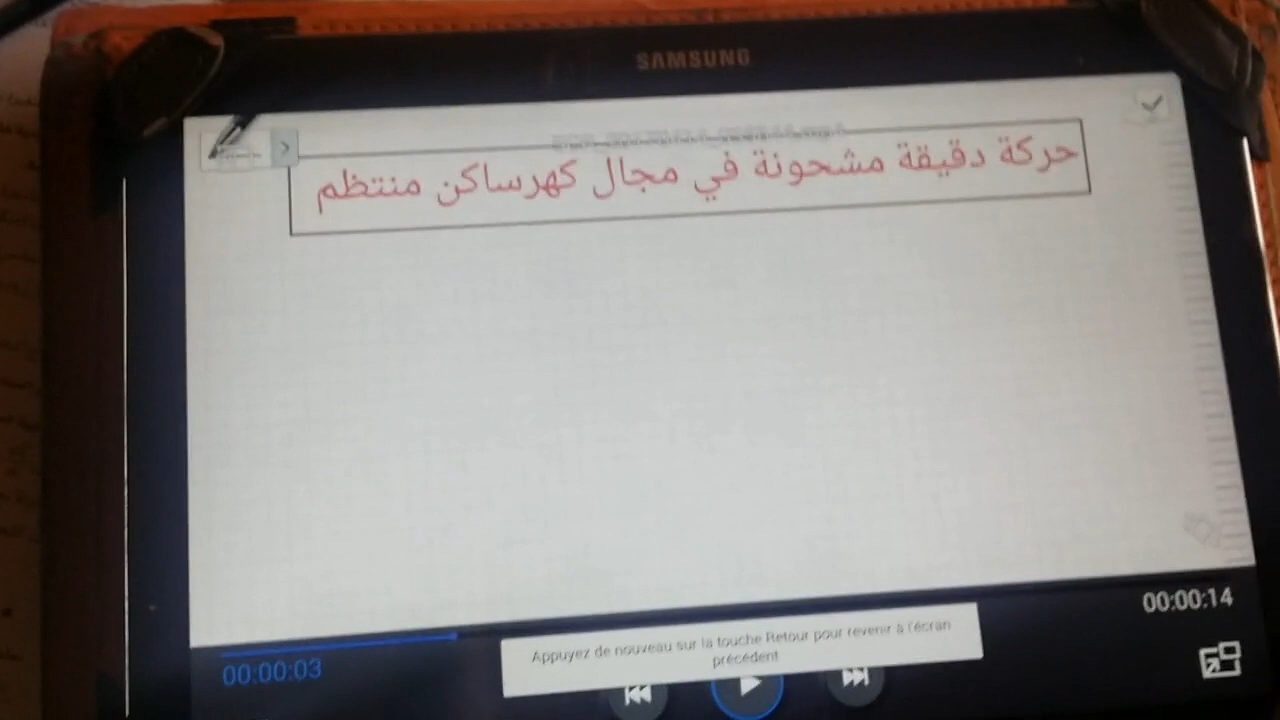 SAMSUNG
حركة دقيقة مشحونة في مجال كهرساكن منتظم
00:00:14
00:00:03
Appuyez de nouveau sur la touche Retour pour revenir à l'écran
précédent